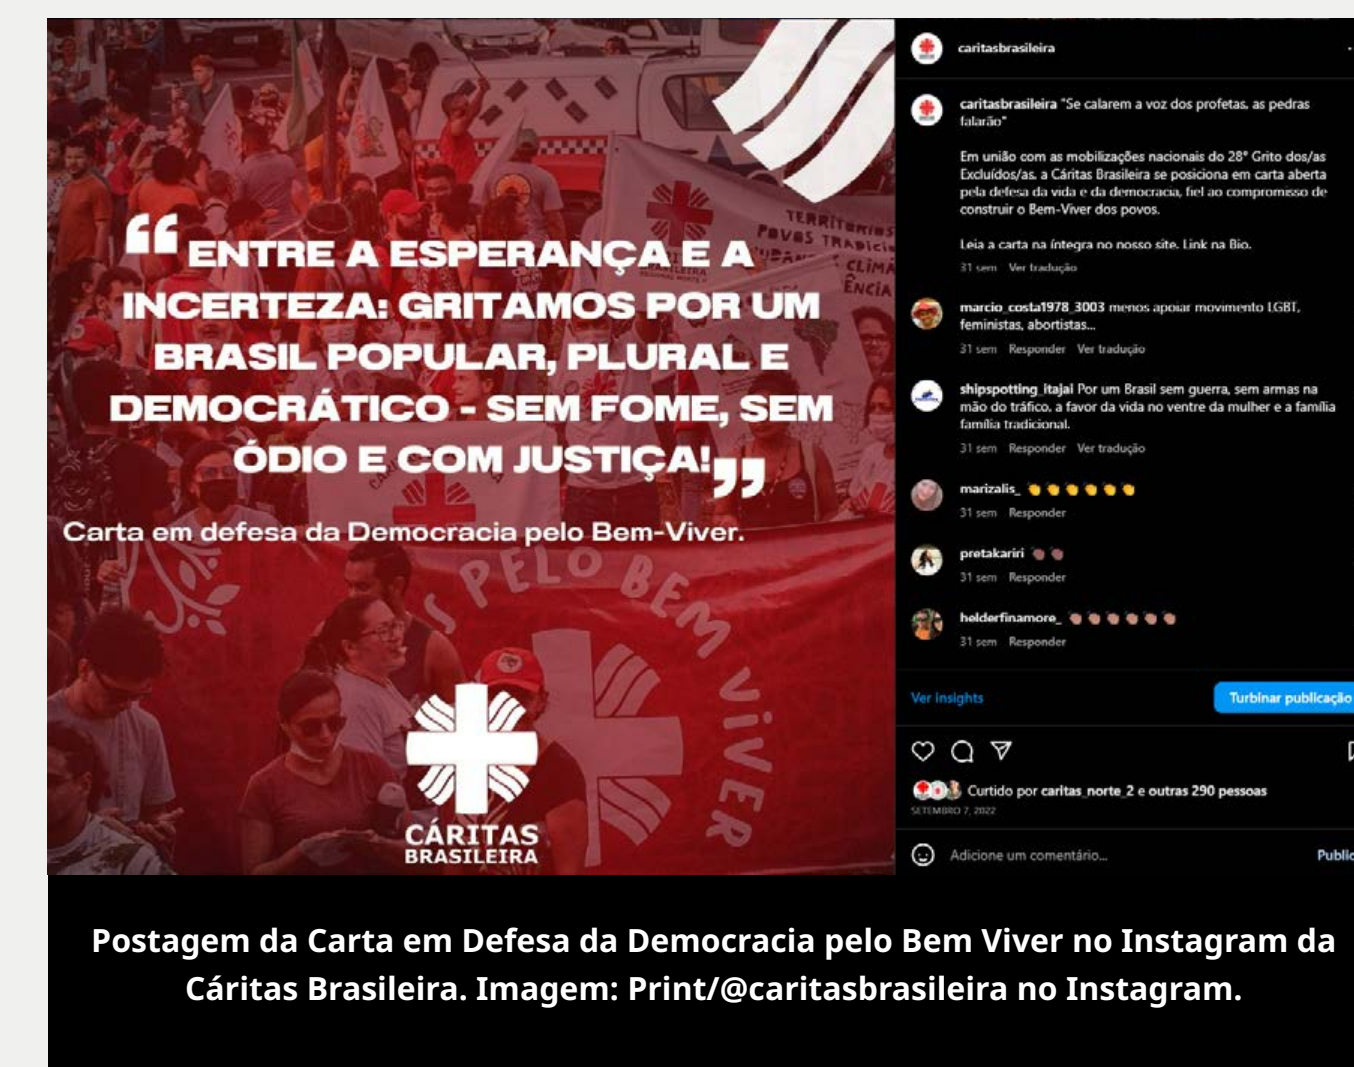 “ ENTRE A ESPERANÇA E A
INCERTEZA: GRITAMOS POR UM
BRASIL POPULAR, PLURAL E
DEMOCRÁTICO - SEM FOME, SEM
ÓDIO E COM JUSTIÇA!”
Carta em defesa da Democracia pelo Bem-Viver.
TERRITÓRIOS
POVOS
CLIMÁ
ÊNCIA
PELO BEM VIVER
CÁRITAS
BRASILEIRA
caritasbrasileira
caritasbrasileira "Se calarem a voz dos profetas, as pedras
falarão"
Em união com as mobilizações nacionais do 28° Grito dos/as
Excluídos/as, a Cáritas Brasileira se posiciona em carta aberta
pela defesa da vida e da democracia, fiel ao compromisso de
construir o Bem-Viver dos povos.
Leia a carta na íntegra no nosso site. Link na Bio.
31 sem Ver tradução
marcio_costa1978_3003 menos apoiar movimento LGBT,
feministas, abortistas...
31 sem Responder Ver tradução
shipspotting_itajai Por um Brasil sem guerra, sem armas na
mão do tráfico, a favor da vida no ventre da mulher e a família
família tradicional.
31 sem Responder Ver tradução
marizalis_ 👏👏👏👏👏👏
31 sem Responder
pretakariri 👏🏿👏🏿
31 sem Responder
helderfinamore_ 👏🏽👏🏽👏🏽👏🏽👏🏽👏🏽
31 sem Responder
Ver insights
Turbinar publicação
Curtido por caritas_norte_2 e outras 290 pessoas
SETEMBRO 7, 2022
Adicione um comentário...
Public
Postagem da Carta em Defesa da Democracia pelo Bem Viver no Instagram da
Cáritas Brasileira. Imagem: Print/@caritasbrasileira no Instagram.